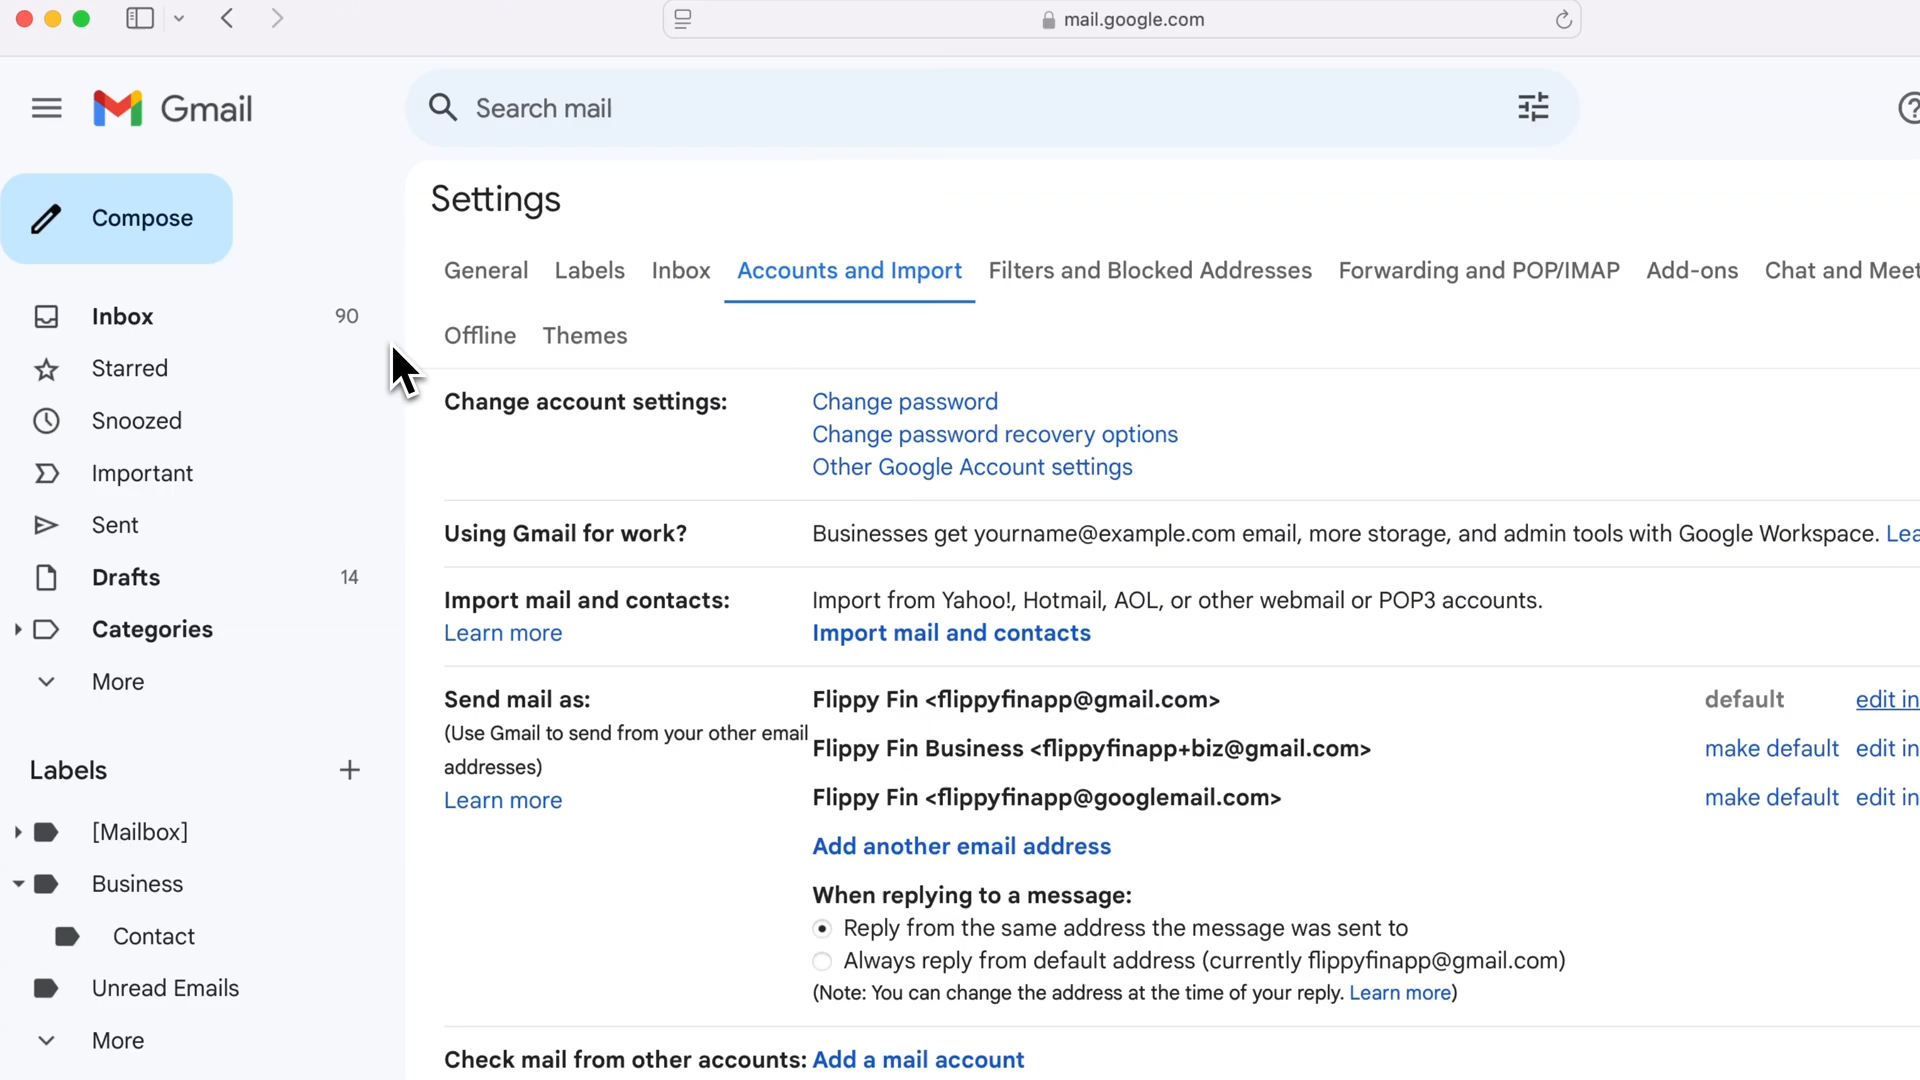 mail.google.com
Gmail
Search mail
Compose
Inbox 90
Starred
Snoozed
Important
Sent
Drafts 14
Categories
More
Labels
[Mailbox]
Business
Contact
Unread Emails
More
Settings
General Labels Inbox Accounts and Import Filters and Blocked Addresses Forwarding and POP/IMAP Add-ons Chat and Meet
Offline Themes
Change account settings: Change password
Change password recovery options
Other Google Account settings
Using Gmail for work? Businesses get yourname@example.com email, more storage, and admin tools with Google Workspace.
Import mail and contacts: Import from Yahoo!, Hotmail, AOL, or other webmail or POP3 accounts.
Learn more Import mail and contacts
Send mail as: Flippy Fin <flippyfinapp@gmail.com> default edit in
(Use Gmail to send from your other email
addresses)
Learn more
Flippy Fin Business <flippyfinapp+biz@gmail.com> make default edit in
Flippy Fin <flippyfinapp@googlemail.com> make default edit in
Add another email address
When replying to a message:
Reply from the same address the message was sent to
Always reply from default address (currently flippyfinapp@gmail.com)
(Note: You can change the address at the time of your reply. Learn more)
Check mail from other accounts: Add a mail account